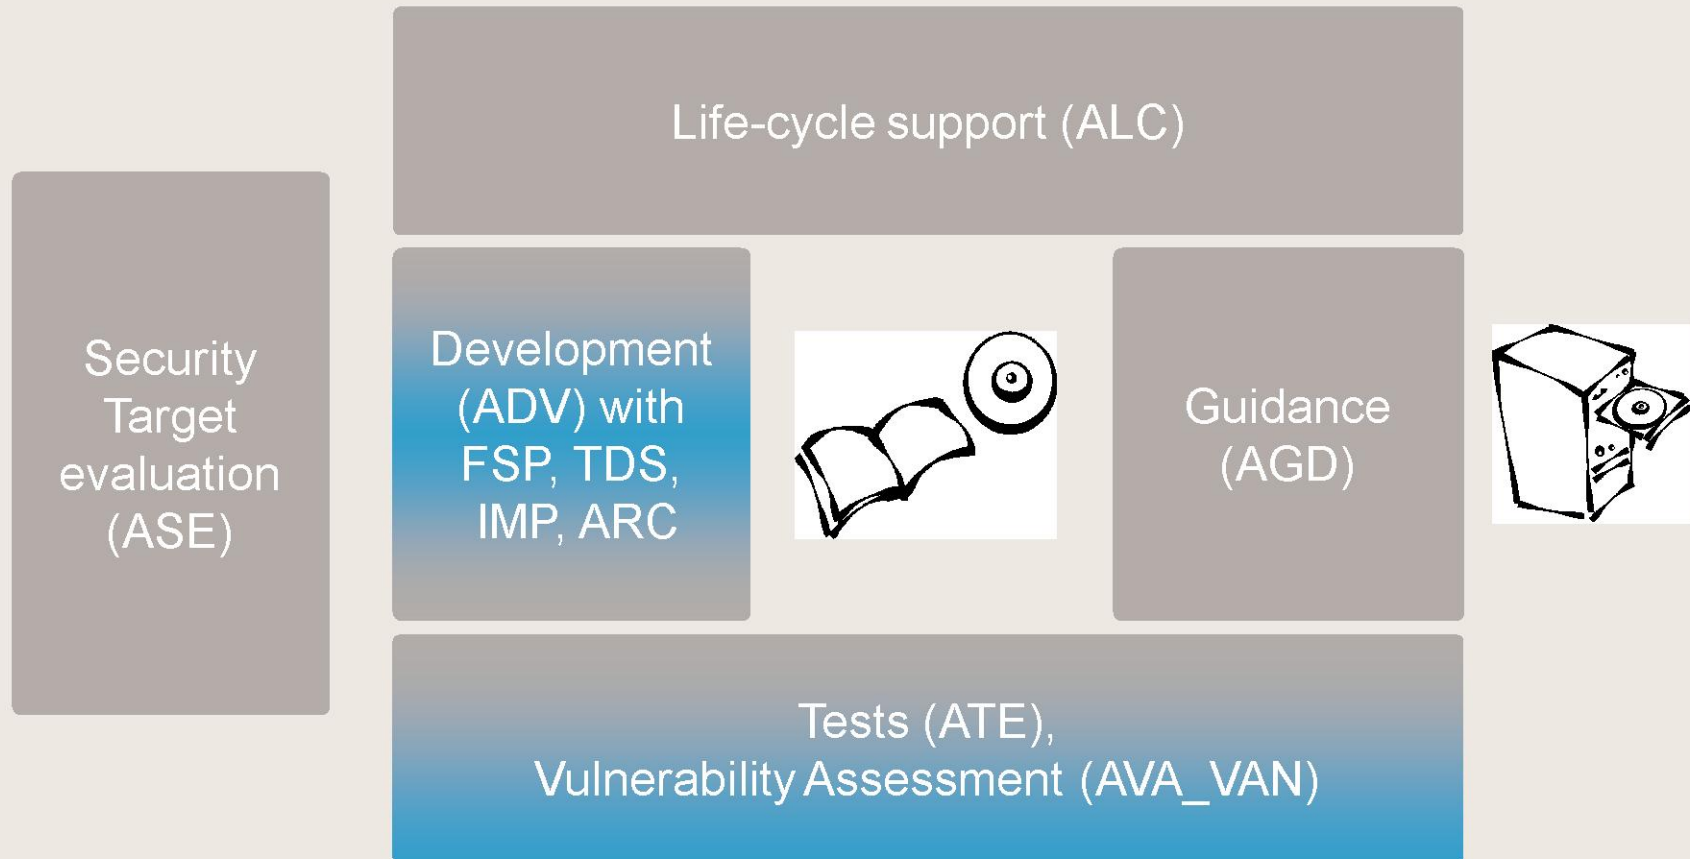 Life-cycle support (ALC)
Security
Target
evaluation
(ASE)
Development
(ADV) with
FSP, TDS,
IMP, ARC
Guidance
(AGD)
Tests (ATE),
Vulnerability Assessment (AVA_VAN)